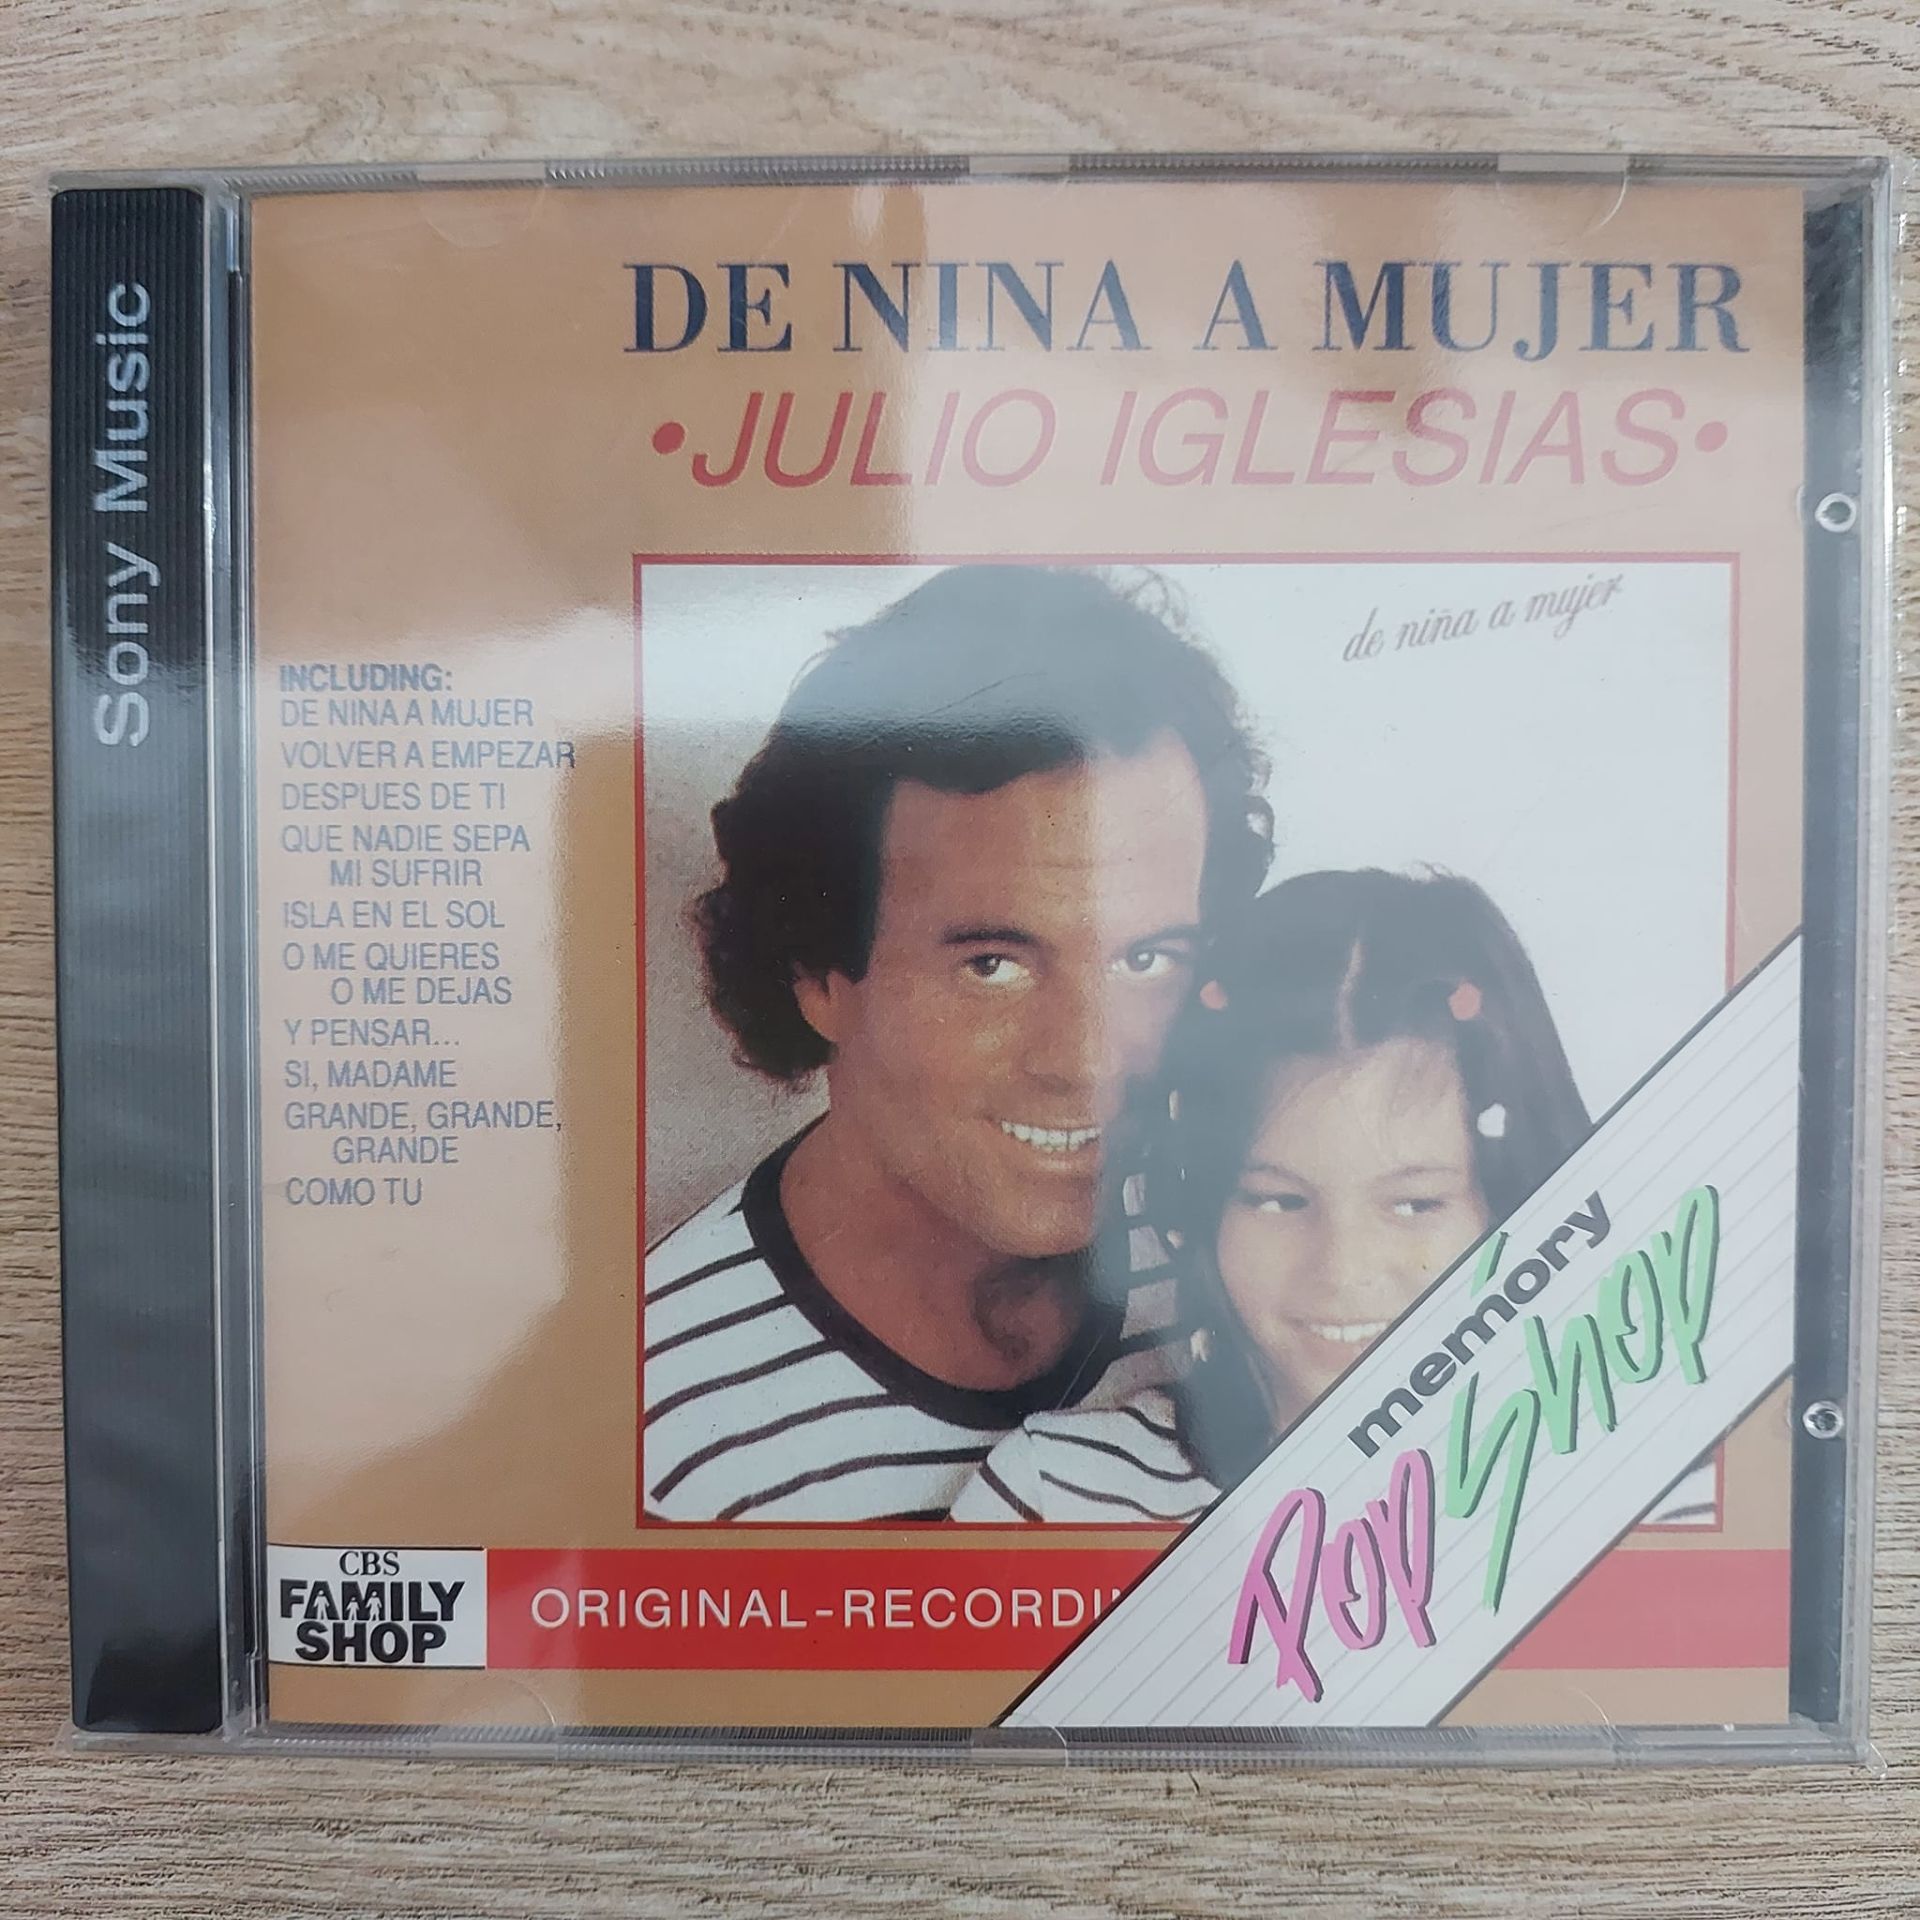 Sony Music
DE NINA A MUJER
•JULIO IGLESIAS•
de niña a mujer
INCLUDING:
DE NINA A MUJER
VOLVER A EMPEZAR
DESPUES DE TI
QUE NADIE SEPA
MI SUFRIR
ISLA EN EL SOL
O ME QUIERES
O ME DEJAS
Y PENSAR...
SI, MADAME
GRANDE, GRANDE,
GRANDE
COMO TU
memory
Pop Shop
CBS
FAMILY
SHOP
ORIGINAL-RECORDIN